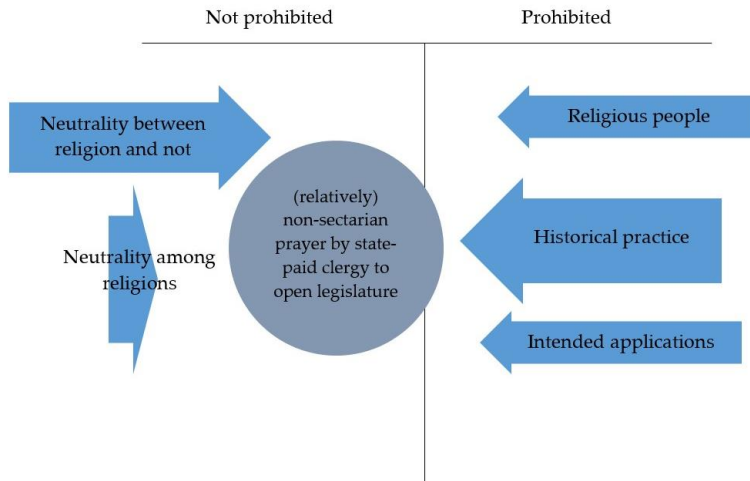 Not prohibited
Prohibited
Neutrality between
religion and not
Religious people
(relatively)
non-sectarian
prayer by state-
paid clergy to
open legislature
Neutrality among
religions
Historical practice
Intended applications